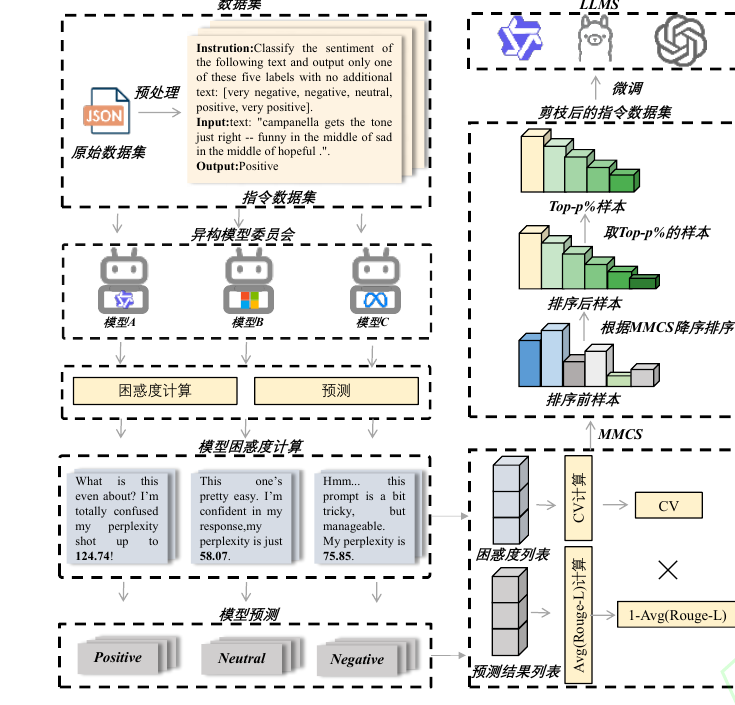 数据集
预处理
JSON
原始数据集
Instrution:Classify the sentiment of
the following text and output only one
of these five labels with no additional
text: [very negative, negative, neutral,
positive, very positive].
Input:text: "campanella gets the tone
just right -- funny in the middle of sad
in the middle of hopeful .".
Output:Positive
指令数据集
异构模型委员会
模型A
模型B
模型C
困惑度计算
预测
模型困惑度计算
What is this
even about? I'm
totally confused
my perplexity
shot up to
124.74!
This one's
pretty easy. I'm
confident in my
response,my
perplexity is just
58.07.
Hmm... this
prompt is a bit
tricky, but
manageable.
My perplexity is
75.85.
模型预测
Positive
Neutral
Negative
LLMS
微调
剪枝后的指令数据集
Top-p%样本
取Top-p%的样本
排序后样本
根据MMCS降序排序
排序前样本
MMCS
困惑度列表
CV计算
CV
预测结果列表
Avg(Rouge-L)计算
1-Avg(Rouge-L)